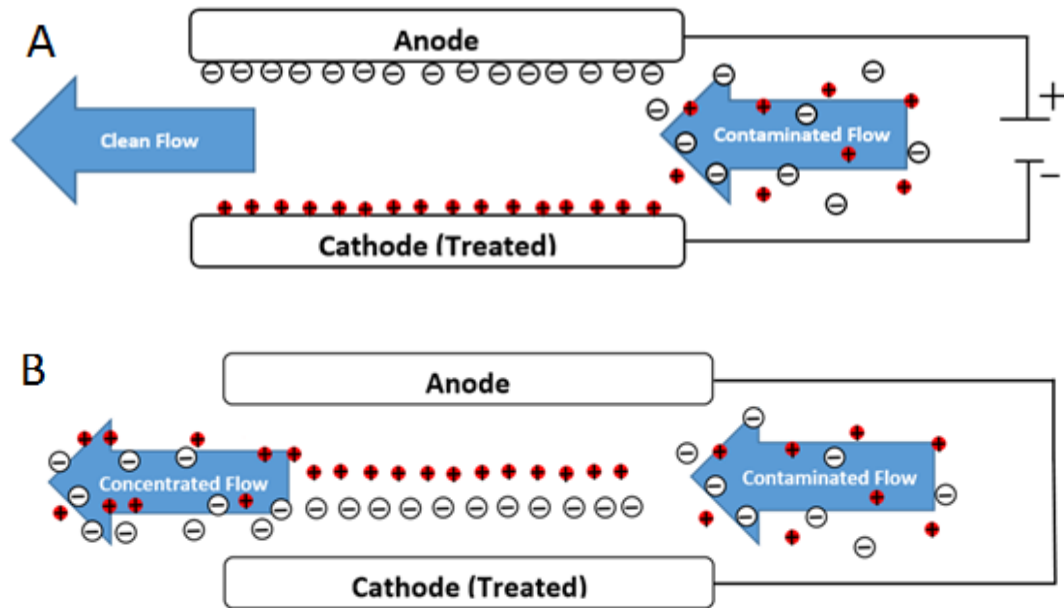 A
Anode
+
Clean Flow
Contaminated Flow
−
Cathode (Treated)
B
Anode
Concentrated Flow
Contaminated Flow
Cathode (Treated)